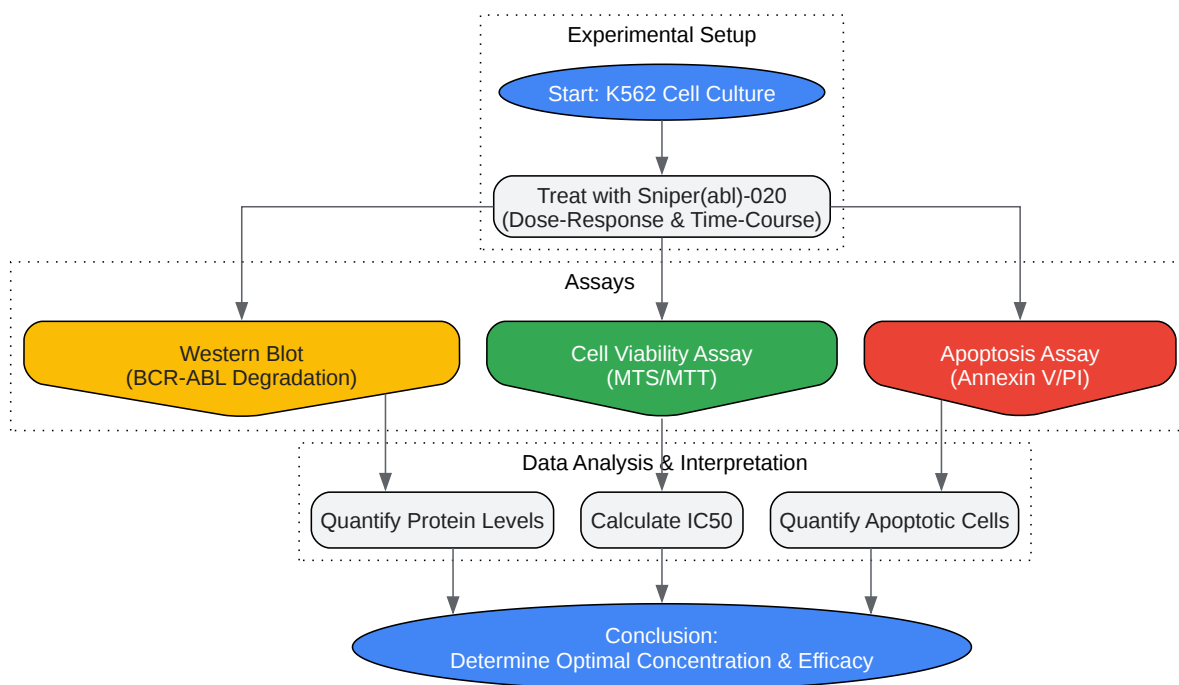 Experimental Setup
Start: K562 Cell Culture
Treat with Sniper(abl)-020
(Dose-Response & Time-Course)
Assays
Western Blot
(BCR-ABL Degradation)
Cell Viability Assay
(MTS/MTT)
Apoptosis Assay
(Annexin V/PI)
Data Analysis & Interpretation
Quantify Protein Levels
Calculate IC50
Quantify Apoptotic Cells
Conclusion:
Determine Optimal Concentration & Efficacy